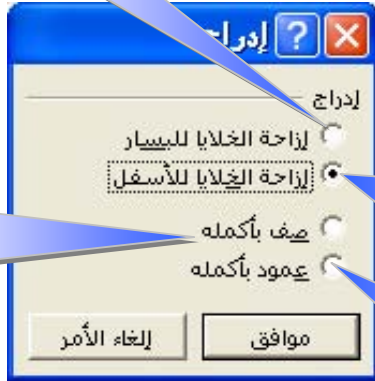 إدراج
إدراج
إزاحة الخلايا لليسار
إزاحة الخلايا للأسفل
صف بأكمله
عمود بأكمله
موافق
إلغاء الأمر